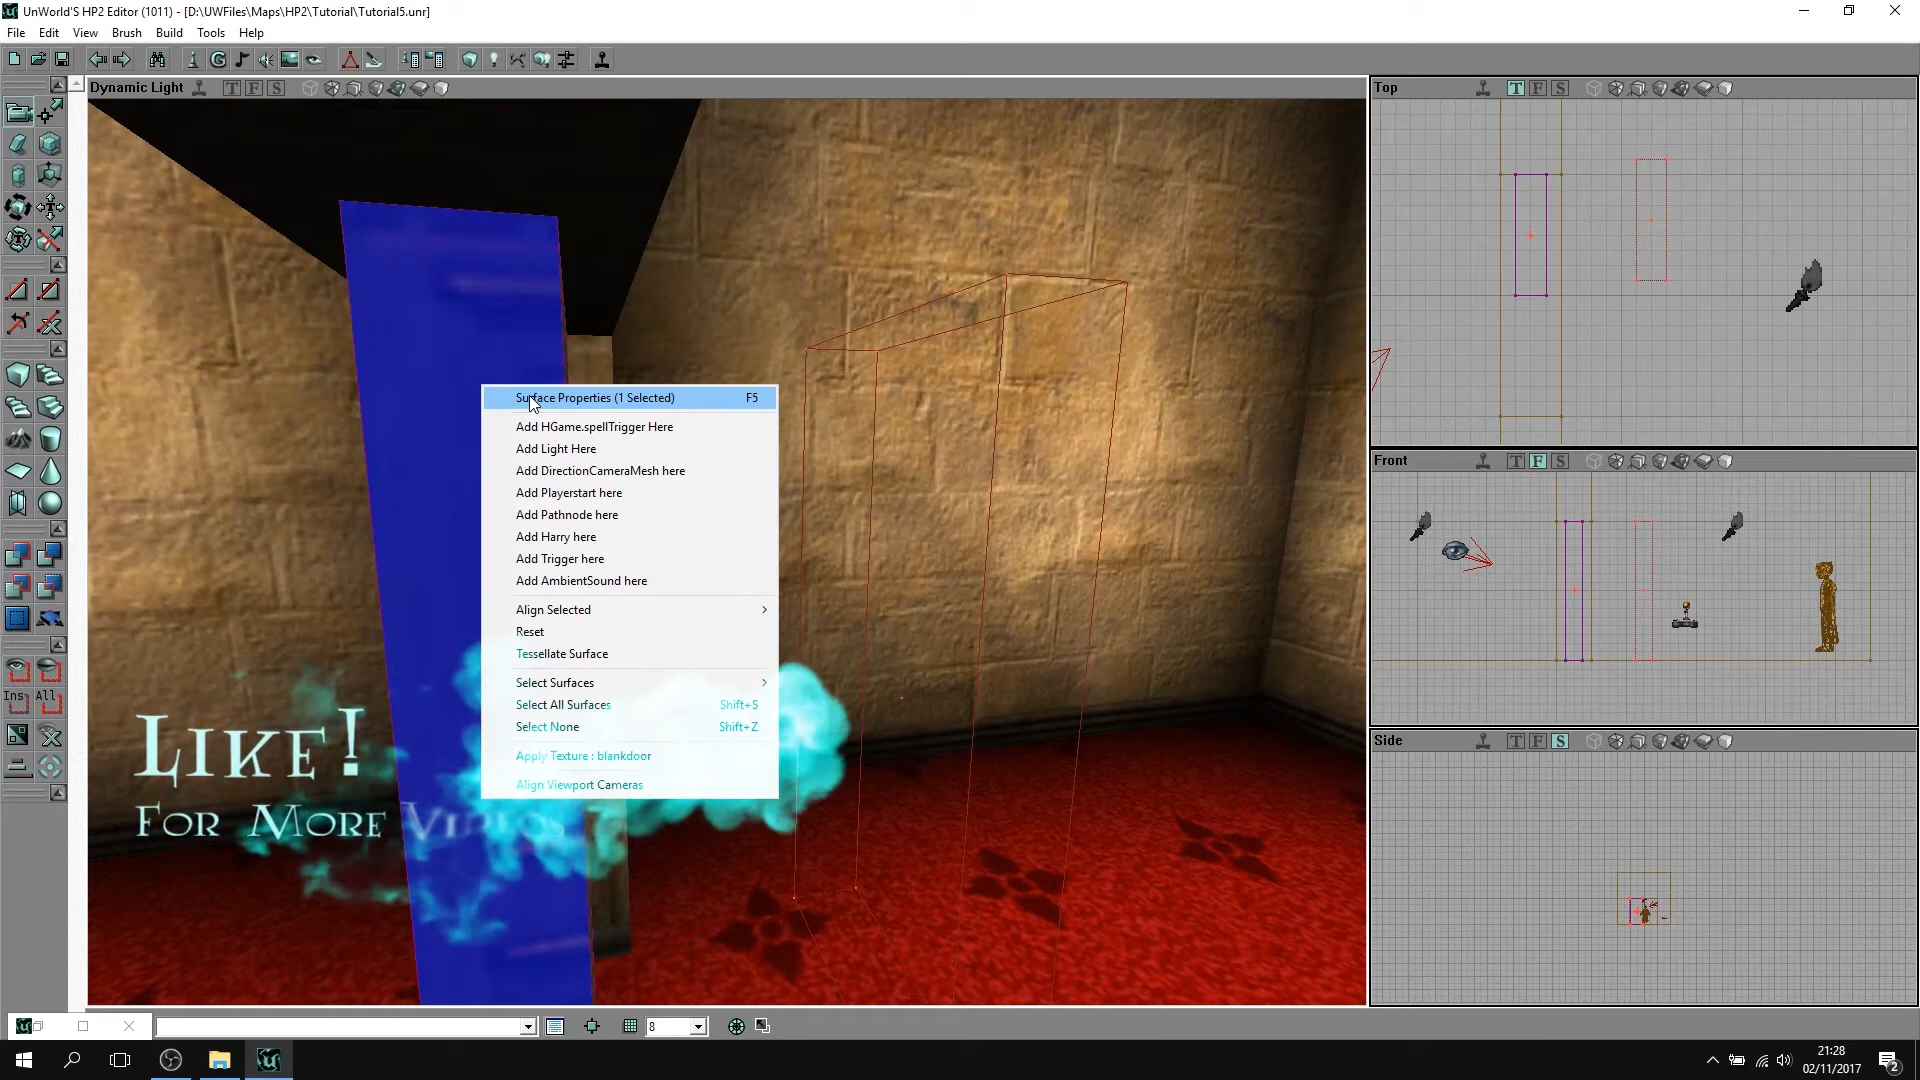 UnWorld'S HP2 Editor (1011) - [D:\UWFiles\Maps\HP2\Tutorial\Tutorial5.unr]
File Edit View Brush Build Tools Help
Dynamic Light T F S
Top T F S
Surface Properties (1 Selected) F5
Add HGame.spellTrigger Here
Add Light Here
Add DirectionCameraMesh here
Add Playerstart here
Add Pathnode here
Add Harry here
Add Trigger here
Add AmbientSound here
Align Selected
Reset
Tessellate Surface
Select Surfaces
Select All Surfaces Shift+S
Select None Shift+Z
Apply Texture : blankdoor
Align Viewport Cameras
Front T F S
Side T F S
Ins All
LIKE!
FOR MORE VIDEOS
8
21:28
02/11/2017
2